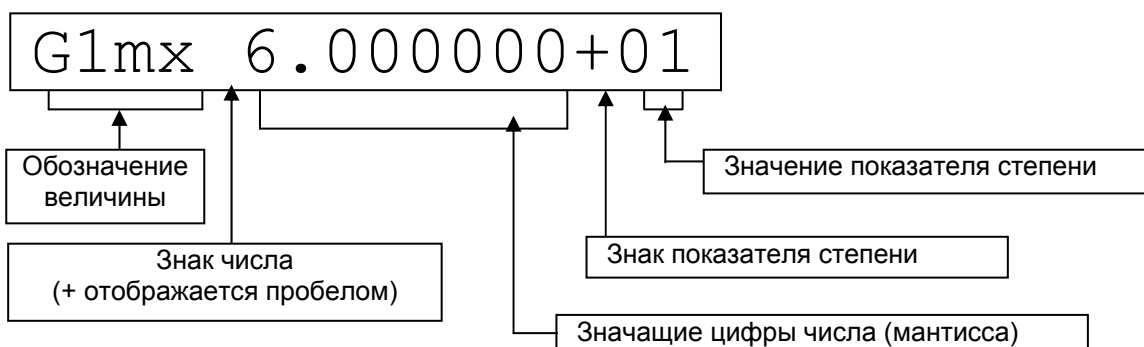 G1mx 6.000000+01
Обозначение
величины
Значение показателя степени
Знак числа
(+ отображается пробелом)
Знак показателя степени
Значащие цифры числа (мантисса)